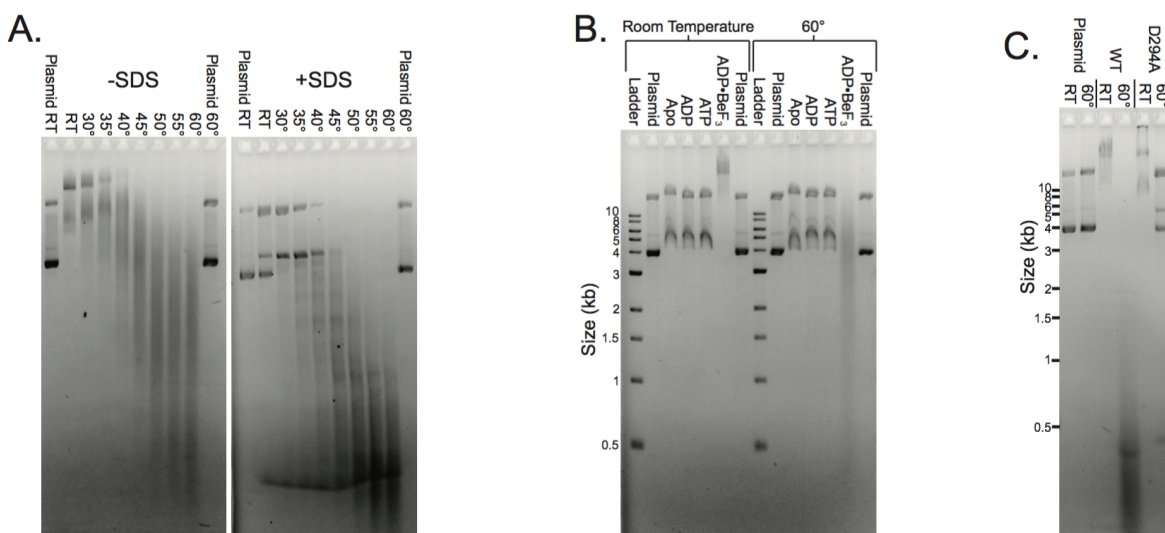 A.
-SDS
+SDS
Plasmid RT
RT
30°
35°
40°
45°
50°
55°
60°
Plasmid 60°
Plasmid RT
RT
30°
35°
40°
45°
50°
55°
60°
Plasmid 60°
B.
Room Temperature
60°
Ladder
Plasmid
Apo
ADP
ATP
ADP•BeF3
Plasmid
Ladder
Plasmid
Apo
ADP
ATP
ADP•BeF3
Plasmid
Size (kb)
10
8
6
5
4
3
2
1.5
1
0.5
C.
Plasmid
WT
D294A
RT
60°
RT
60°
RT
60°
Size (kb)
10
8
6
5
4
3
2
1.5
1
0.5